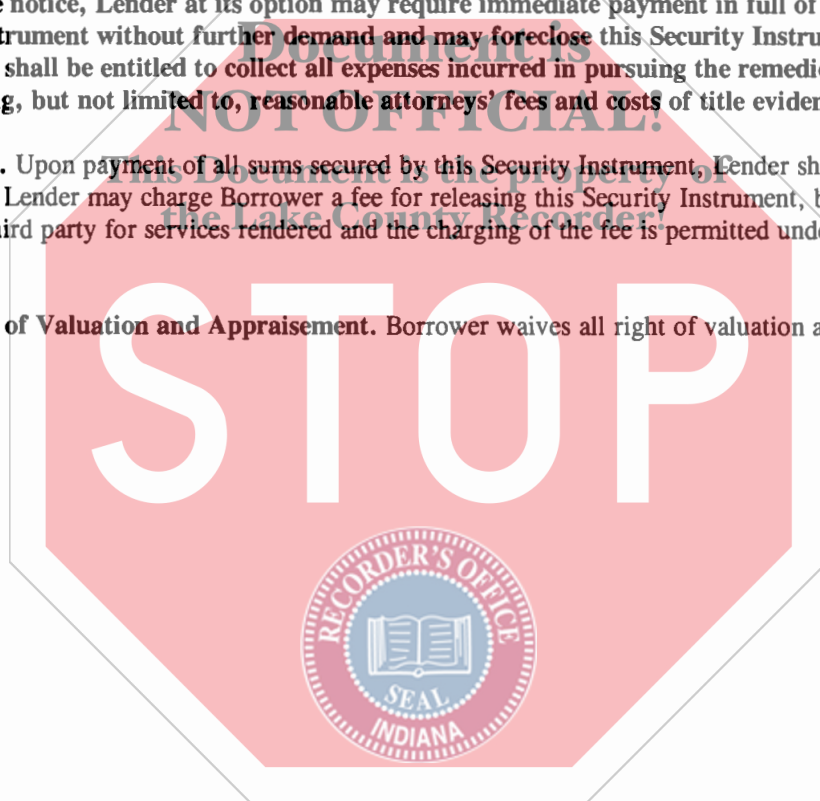 notice, Lender at its option may require immediate payment in full of
trument without further demand and may foreclose this Security Instru
shall be entitled to collect all expenses incurred in pursuing the remedi
g, but not limited to, reasonable attorneys' fees and costs of title eviden
. Upon payment of all sums secured by this Security Instrument, Lender sh
Lender may charge Borrower a fee for releasing this Security Instrument, b
ird party for services rendered and the charging of the fee is permitted unde
of Valuation and Appraisement. Borrower waives all right of valuation a
Document is
NOT OFFICIAL!
This Document is the property of
the Lake County Recorder!
STOP
RECORDER'S OFFICE
SEAL
INDIANA